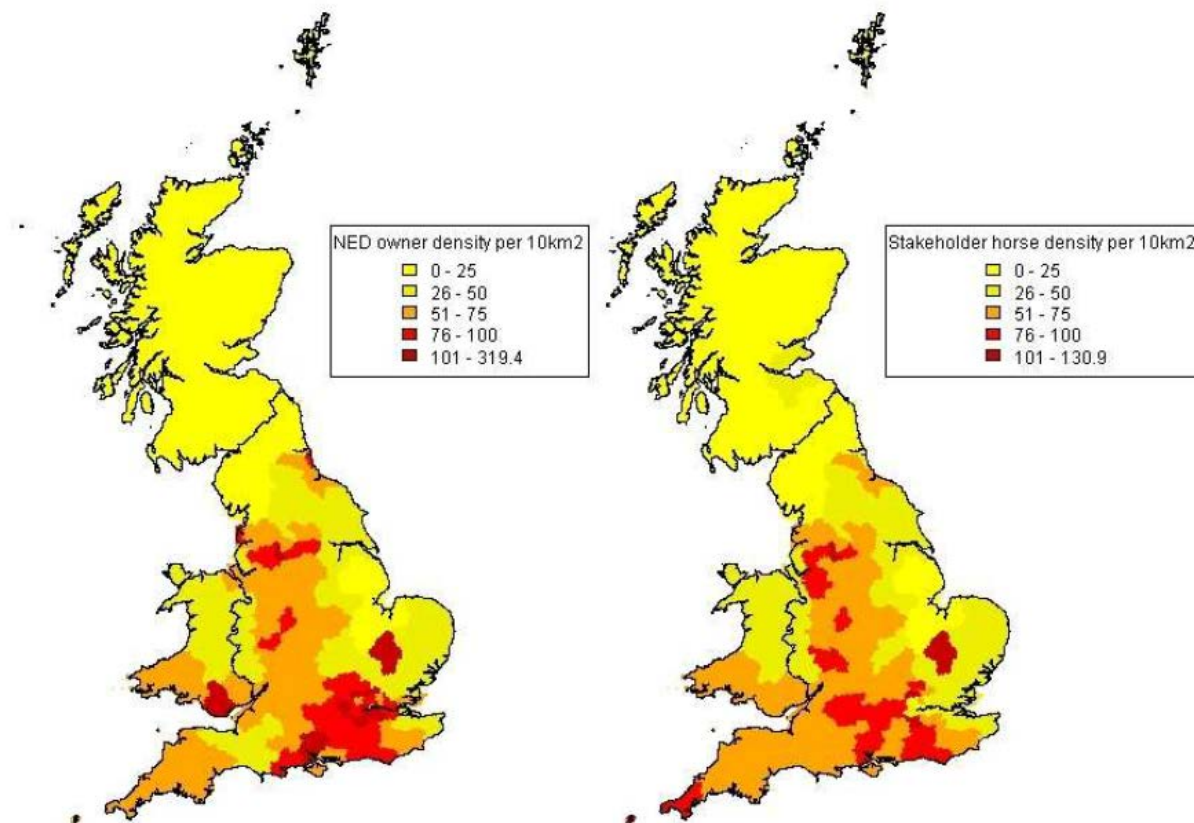 NED owner density per 10km2
0 - 25
26 - 50
51 - 75
76 - 100
101 - 319.4
Stakeholder horse density per 10km2
0 - 25
26 - 50
51 - 75
76 - 100
101 - 130.9